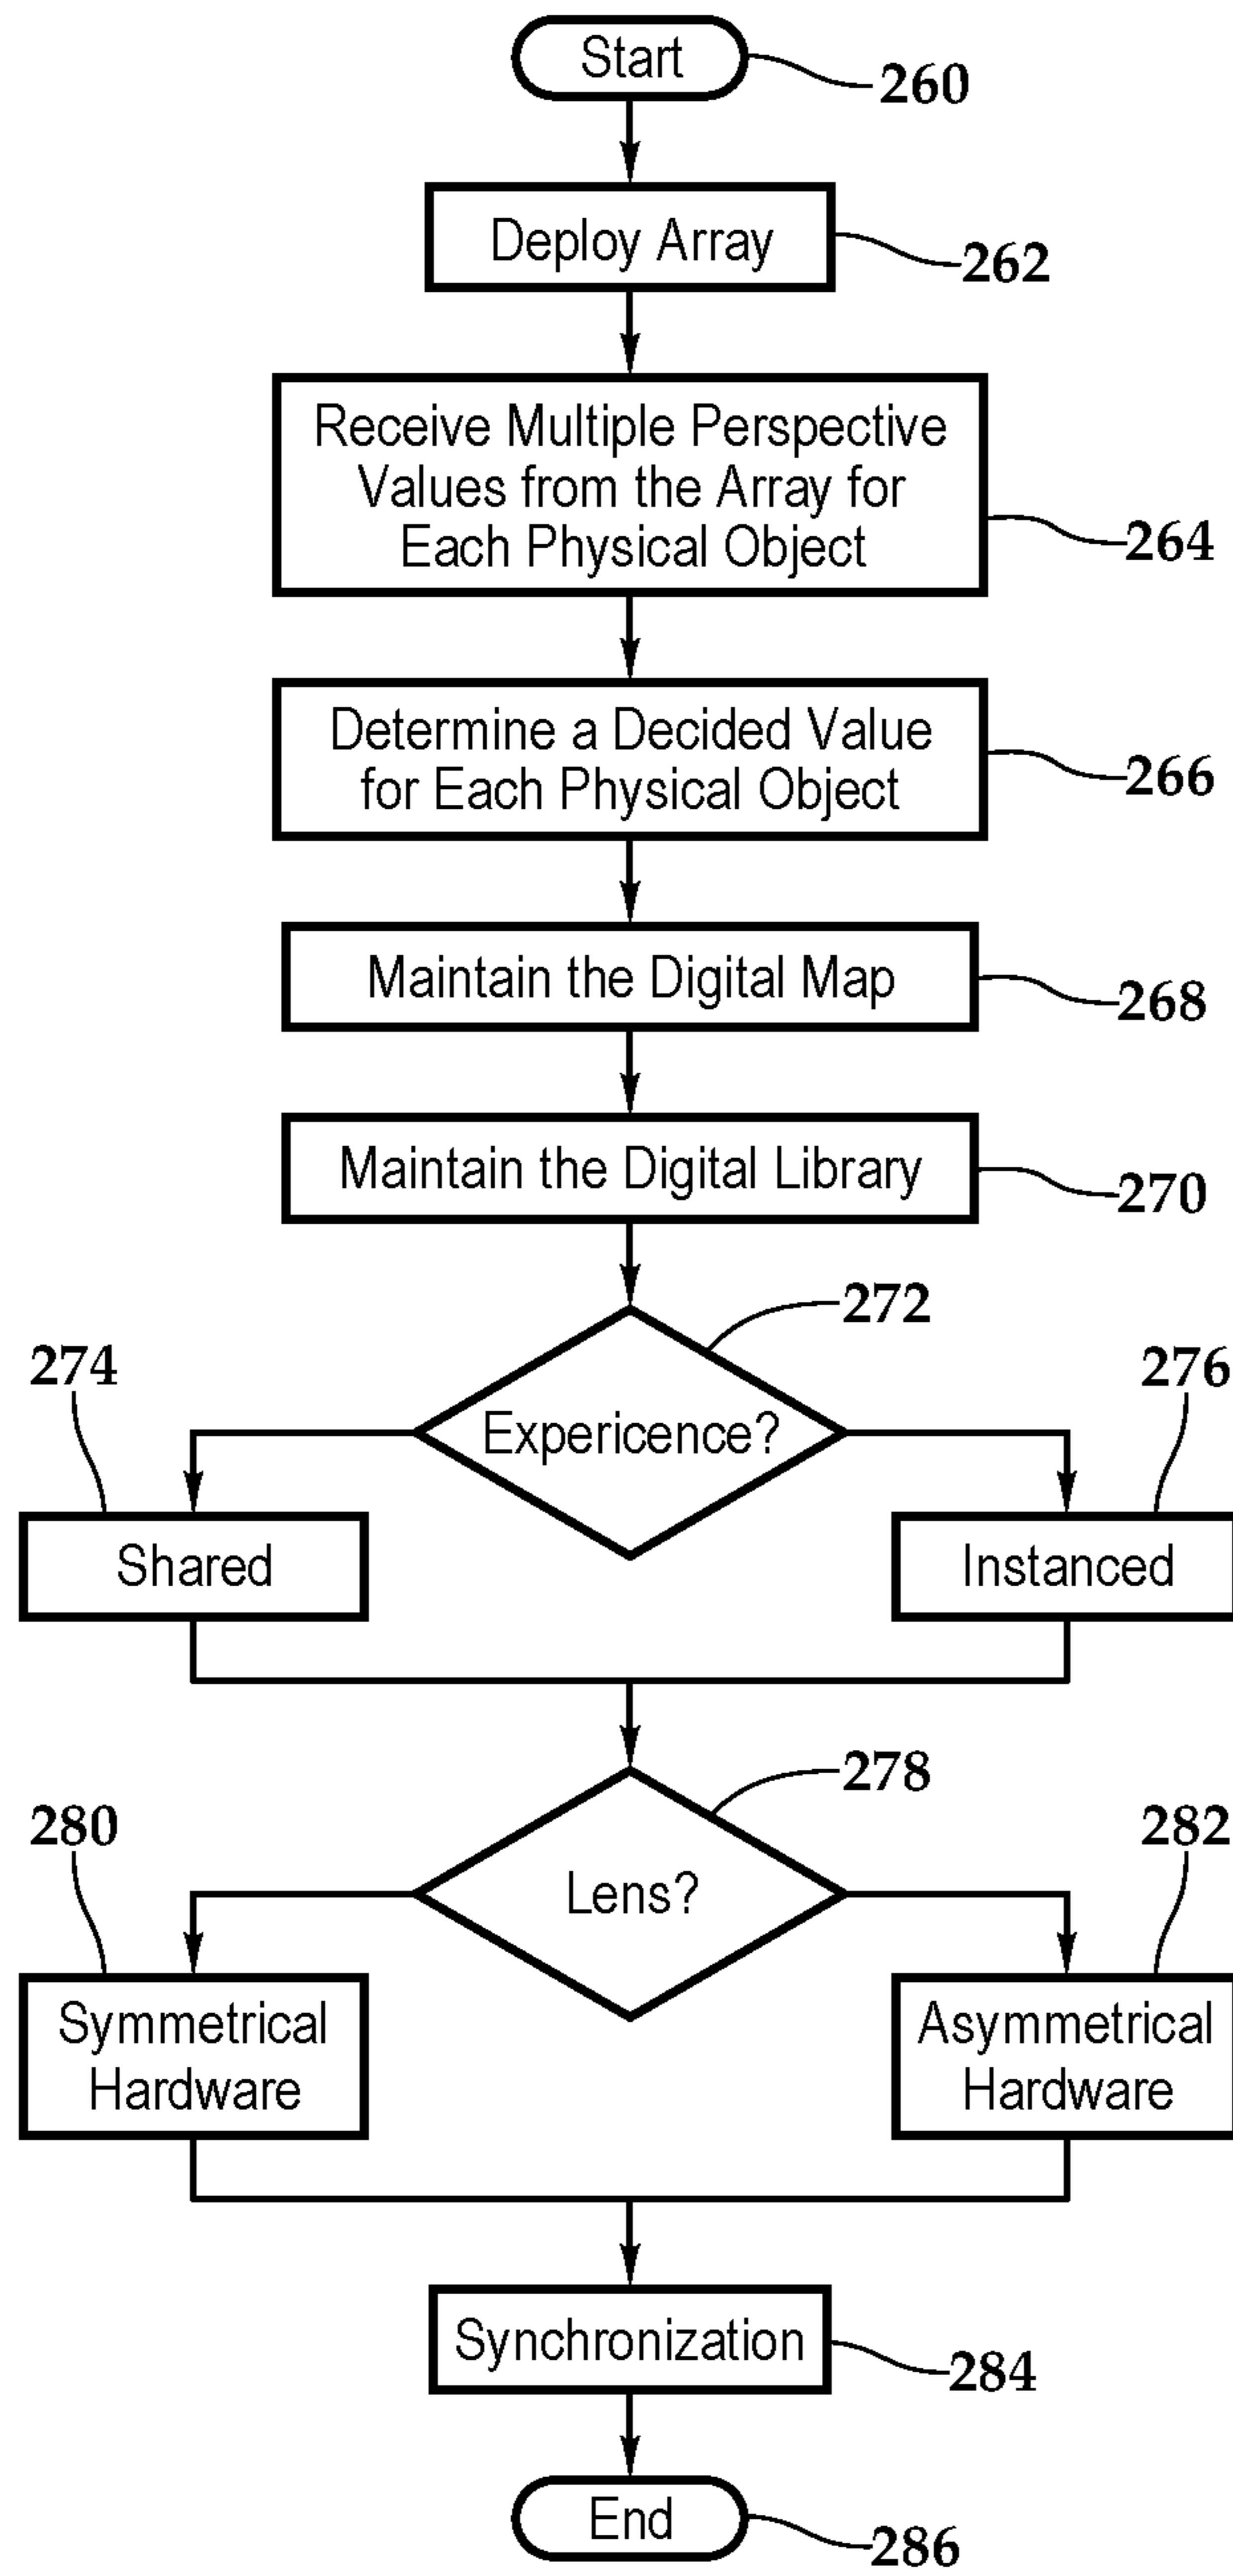 Start
260
Deploy Array
262
Receive Multiple Perspective
Values from the Array for
Each Physical Object
264
Determine a Decided Value
for Each Physical Object
266
Maintain the Digital Map
268
Maintain the Digital Library
270
272
274
276
Expericence?
Shared
Instanced
278
280
282
Lens?
Symmetrical
Hardware
Asymmetrical
Hardware
Synchronization
284
End
286